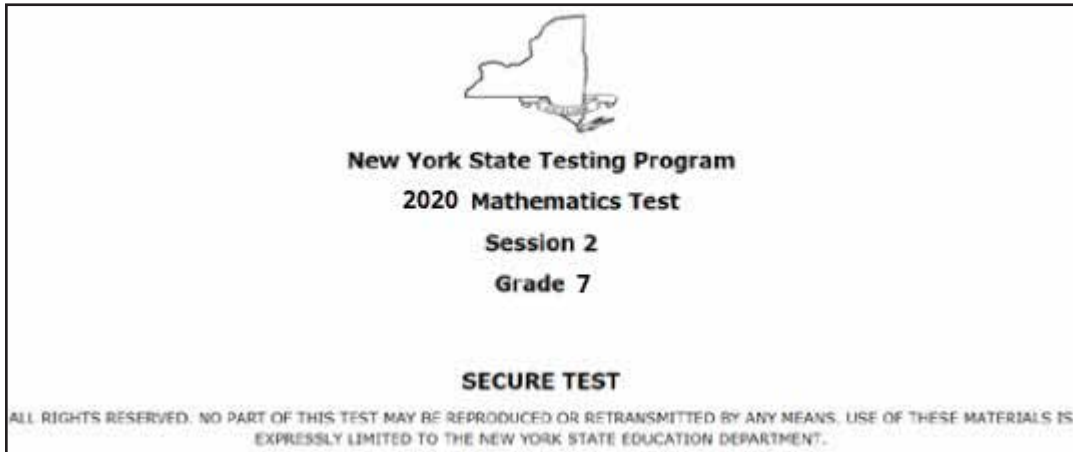 New York State Testing Program
2020 Mathematics Test
Session 2
Grade 7
SECURE TEST
ALL RIGHTS RESERVED. NO PART OF THIS TEST MAY BE REPRODUCED OR RETRANSMITTED BY ANY MEANS. USE OF THESE MATERIALS IS
EXPRESSLY LIMITED TO THE NEW YORK STATE EDUCATION DEPARTMENT.